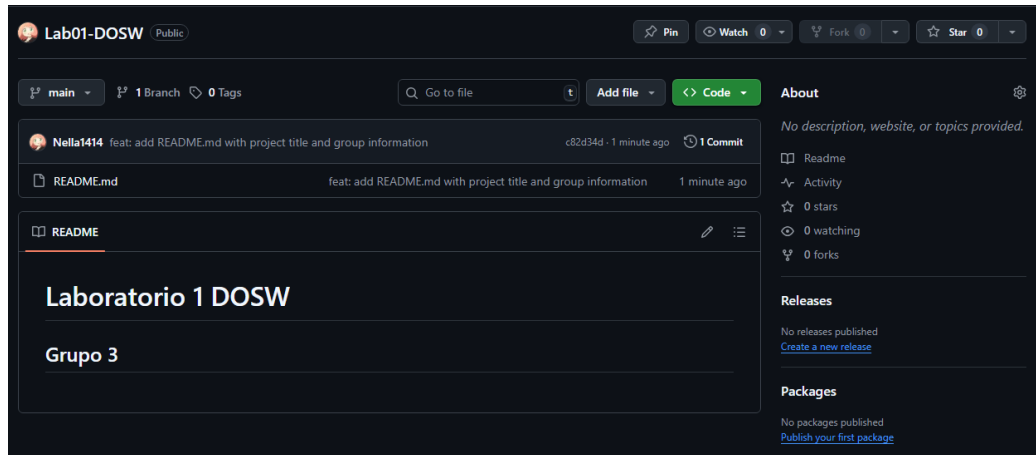 Lab01-DOSW Public
Pin Watch 0 Fork 0 Star 0
main 1 Branch 0 Tags Go to file t Add file <> Code
Nella1414 feat: add README.md with project title and group information c82d34d · 1 minute ago 1 Commit
README.md feat: add README.md with project title and group information 1 minute ago
README
Laboratorio 1 DOSW
Grupo 3
About
No description, website, or topics provided.
Readme
Activity
0 stars
0 watching
0 forks
Releases
No releases published
Create a new release
Packages
No packages published
Publish your first package